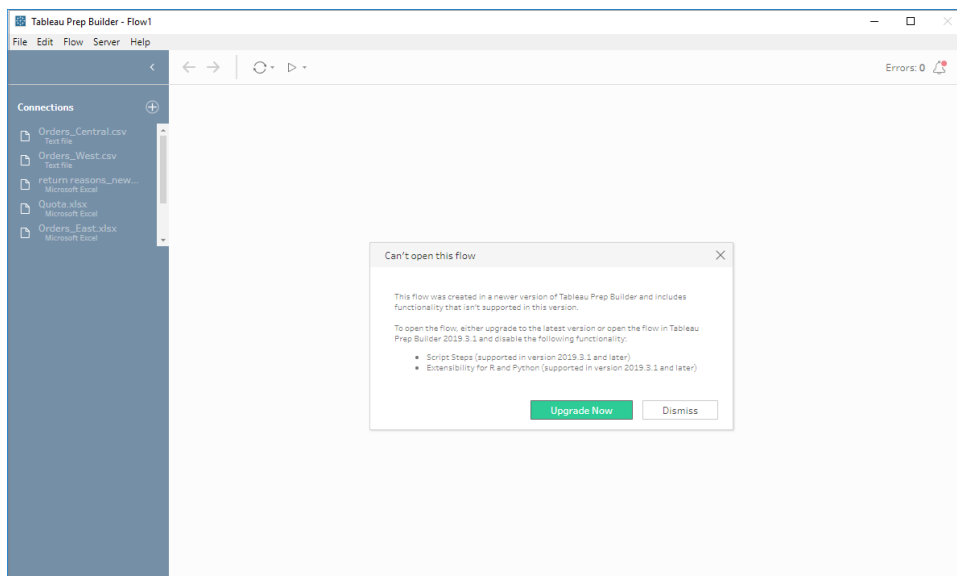 Tableau Prep Builder - Flow1
File Edit Flow Server Help
Errors: 0
Connections
Orders_Central.csv
Text file
Orders_West.csv
Text file
return reasons_new...
Microsoft Excel
Quota.xlsx
Microsoft Excel
Orders_East.xlsx
Microsoft Excel
Can't open this flow
This flow was created in a newer version of Tableau Prep Builder and includes
functionality that isn't supported in this version.
To open the flow, either upgrade to the latest version or open the flow in Tableau
Prep Builder 2019.3.1 and disable the following functionality:
• Script Steps (supported in version 2019.3.1 and later)
• Extensibility for R and Python (supported in version 2019.3.1 and later)
Upgrade Now Dismiss